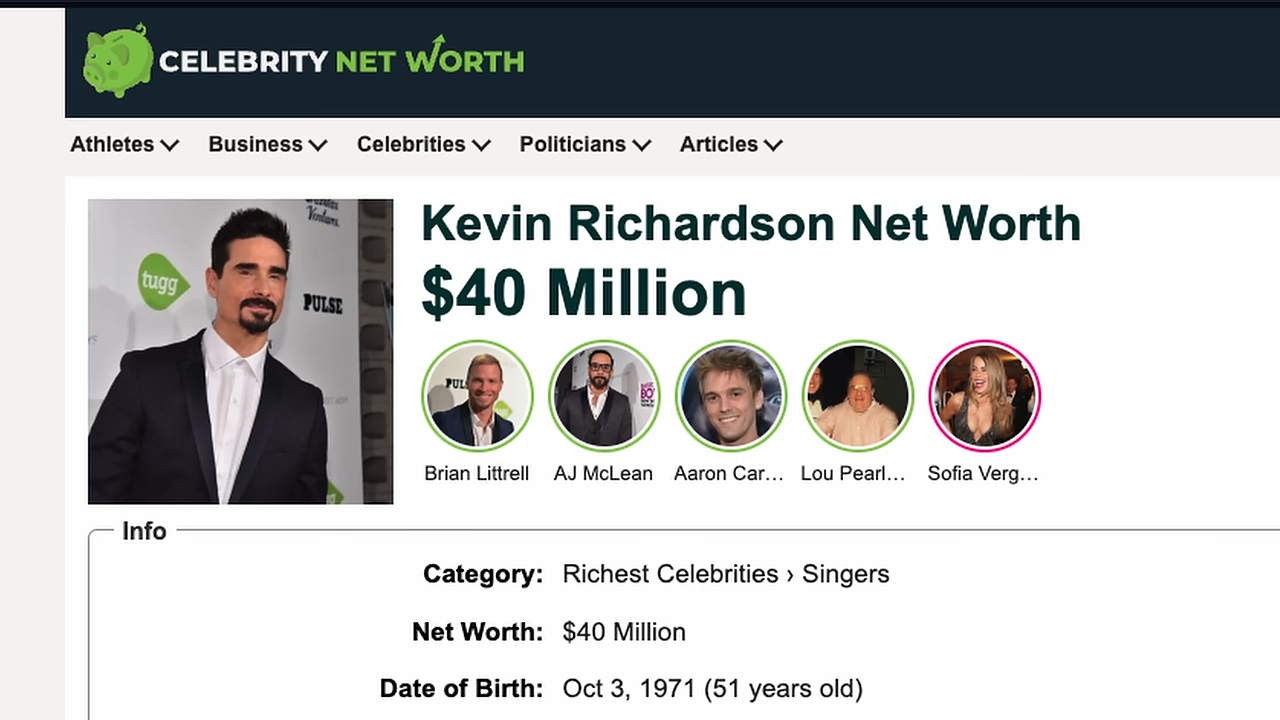 CELEBRITY NET WORTH
Athletes Business Celebrities Politicians Articles
Kevin Richardson Net Worth
$40 Million
tugg
PULSE
Brian Littrell AJ McLean Aaron Car... Lou Pearl... Sofia Verg...
Info
Category: Richest Celebrities › Singers
Net Worth: $40 Million
Date of Birth: Oct 3, 1971 (51 years old)